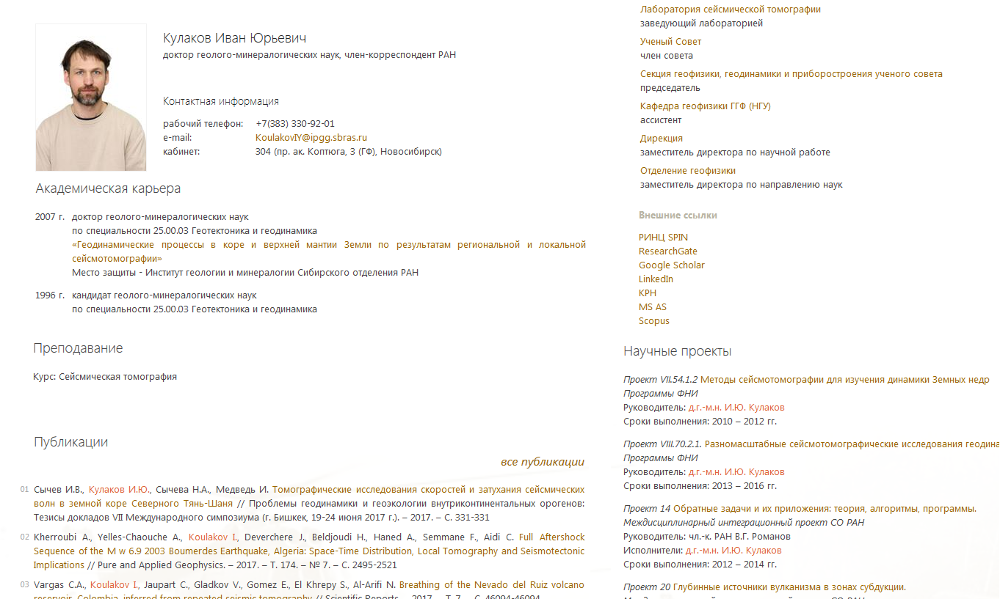 Кулаков Иван Юрьевич
доктор геолого-минералогических наук, член-корреспондент РАН
Контактная информация
рабочий телефон: +7(383) 330-92-01
e-mail: KoulakovIY@ipgg.sbras.ru
кабинет: 304 (пр. ак. Коптюга, 3 (ГФ), Новосибирск)
Академическая карьера
2007 г. доктор геолого-минералогических наук
по специальности 25.00.03 Геотектоника и геодинамика
«Геодинамические процессы в коре и верхней мантии Земли по результатам региональной и локальной
сейсмотомографии»
Место защиты - Институт геологии и минералогии Сибирского отделения РАН
1996 г. кандидат геолого-минералогических наук
по специальности 25.00.03 Геотектоника и геодинамика
Преподавание
Курс: Сейсмическая томография
Публикации
все публикации
01 Сычев И.В., Кулаков И.Ю., Сычева Н.А., Медведь И. Томографические исследования скоростей и затухания сейсмических
волн в земной коре Северного Тянь-Шаня // Проблемы геодинамики и геоэкологии внутриконтинентальных орогенов:
Тезисы докладов VII Международного симпозиума (г. Бишкек, 19-24 июня 2017 г.). – 2017. – С. 331-331
02 Kherroubi A., Yelles-Chaouche A., Koulakov I., Deverchere J., Beldjoudi H., Haned A., Semmane F., Aidi C. Full Aftershock
Sequence of the M w 6.9 2003 Boumerdes Earthquake, Algeria: Space-Time Distribution, Local Tomography and Seismotectonic
Implications // Pure and Applied Geophysics. – 2017. – Т. 174. – № 7. – С. 2495-2521
03 Vargas C.A., Koulakov I., Jaupart C., Gladkov V., Gomez E., El Khrepy S., Al-Arifi N. Breathing of the Nevado del Ruiz volcano
reservoir, Colombia, inferred from repeated seismic tomography // Scientific Reports. – 2017. – Т. 7. – С. 46094-46094
Лаборатория сейсмической томографии
заведующий лабораторией
Ученый Совет
член совета
Секция геофизики, геодинамики и приборостроения ученого совета
председатель
Кафедра геофизики ГГФ (НГУ)
ассистент
Дирекция
заместитель директора по научной работе
Отделение геофизики
заместитель директора по направлению наук
Внешние ссылки
РИНЦ SPIN
ResearchGate
Google Scholar
LinkedIn
КРН
MS AS
Scopus
Научные проекты
Проект VII.54.1.2 Методы сейсмотомографии для изучения динамики Земных недр
Программы ФНИ
Руководитель: д.г.-м.н. И.Ю. Кулаков
Сроки выполнения: 2010 – 2012 гг.
Проект VIII.70.2.1. Разномасштабные сейсмотомографические исследования геодина
Программы ФНИ
Руководитель: д.г.-м.н. И.Ю. Кулаков
Сроки выполнения: 2013 – 2016 гг.
Проект 14 Обратные задачи и их приложения: теория, алгоритмы, программы.
Междисциплинарный интеграционный проект СО РАН
Руководитель: чл.-к. РАН В.Г. Романов
Исполнители: д.г.-м.н. И.Ю. Кулаков
Сроки выполнения: 2012 – 2014 гг.
Проект 20 Глубинные источники вулканизма в зонах субдукции.